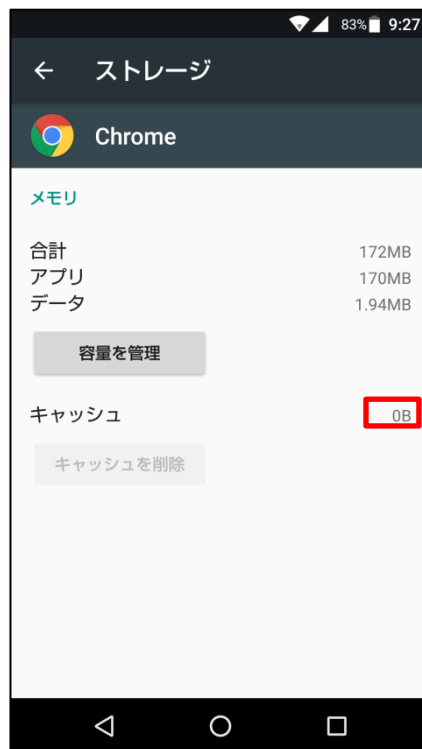 83% 9:27
ストレージ
Chrome
メモリ
合計 172MB
アプリ 170MB
データ 1.94MB
容量を管理
キャッシュ 0B
キャッシュを削除